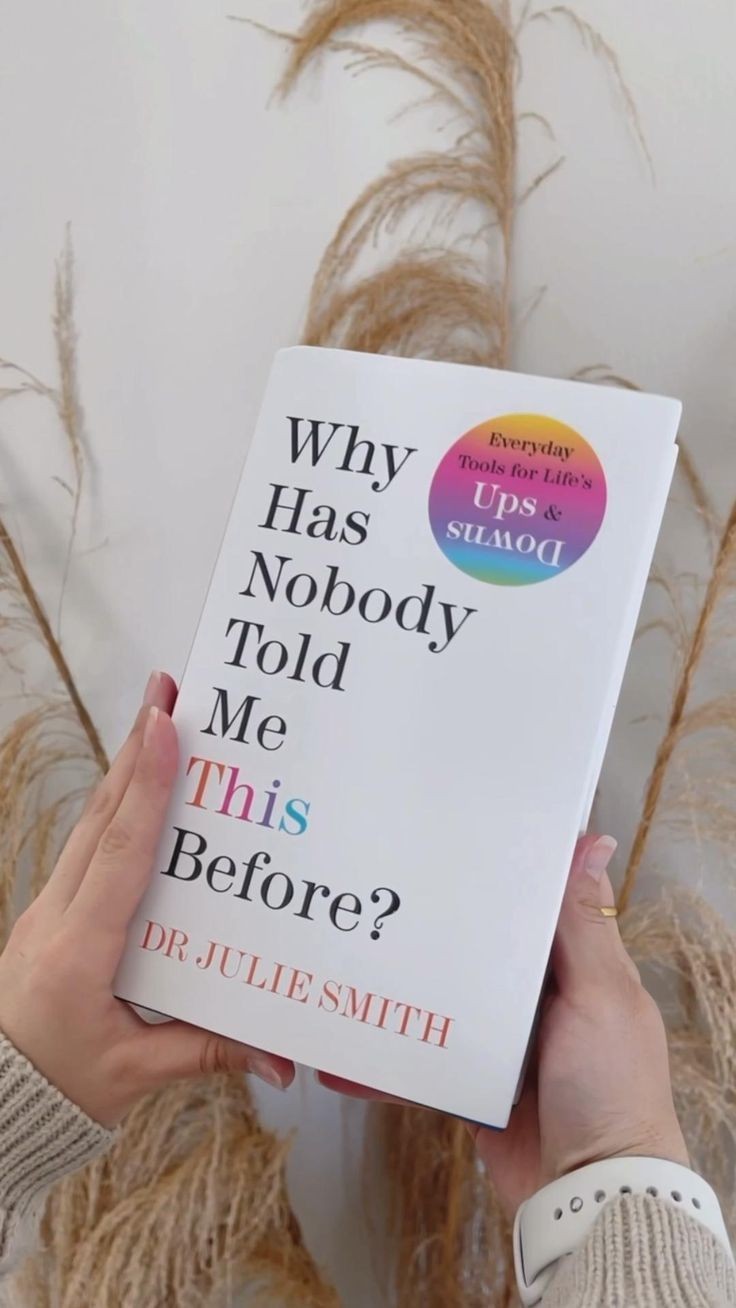 Why
Has
Nobody
Told
Me
This
Before?
DR JULIE SMITH
Everyday
Tools for Life's
Ups &
Downs